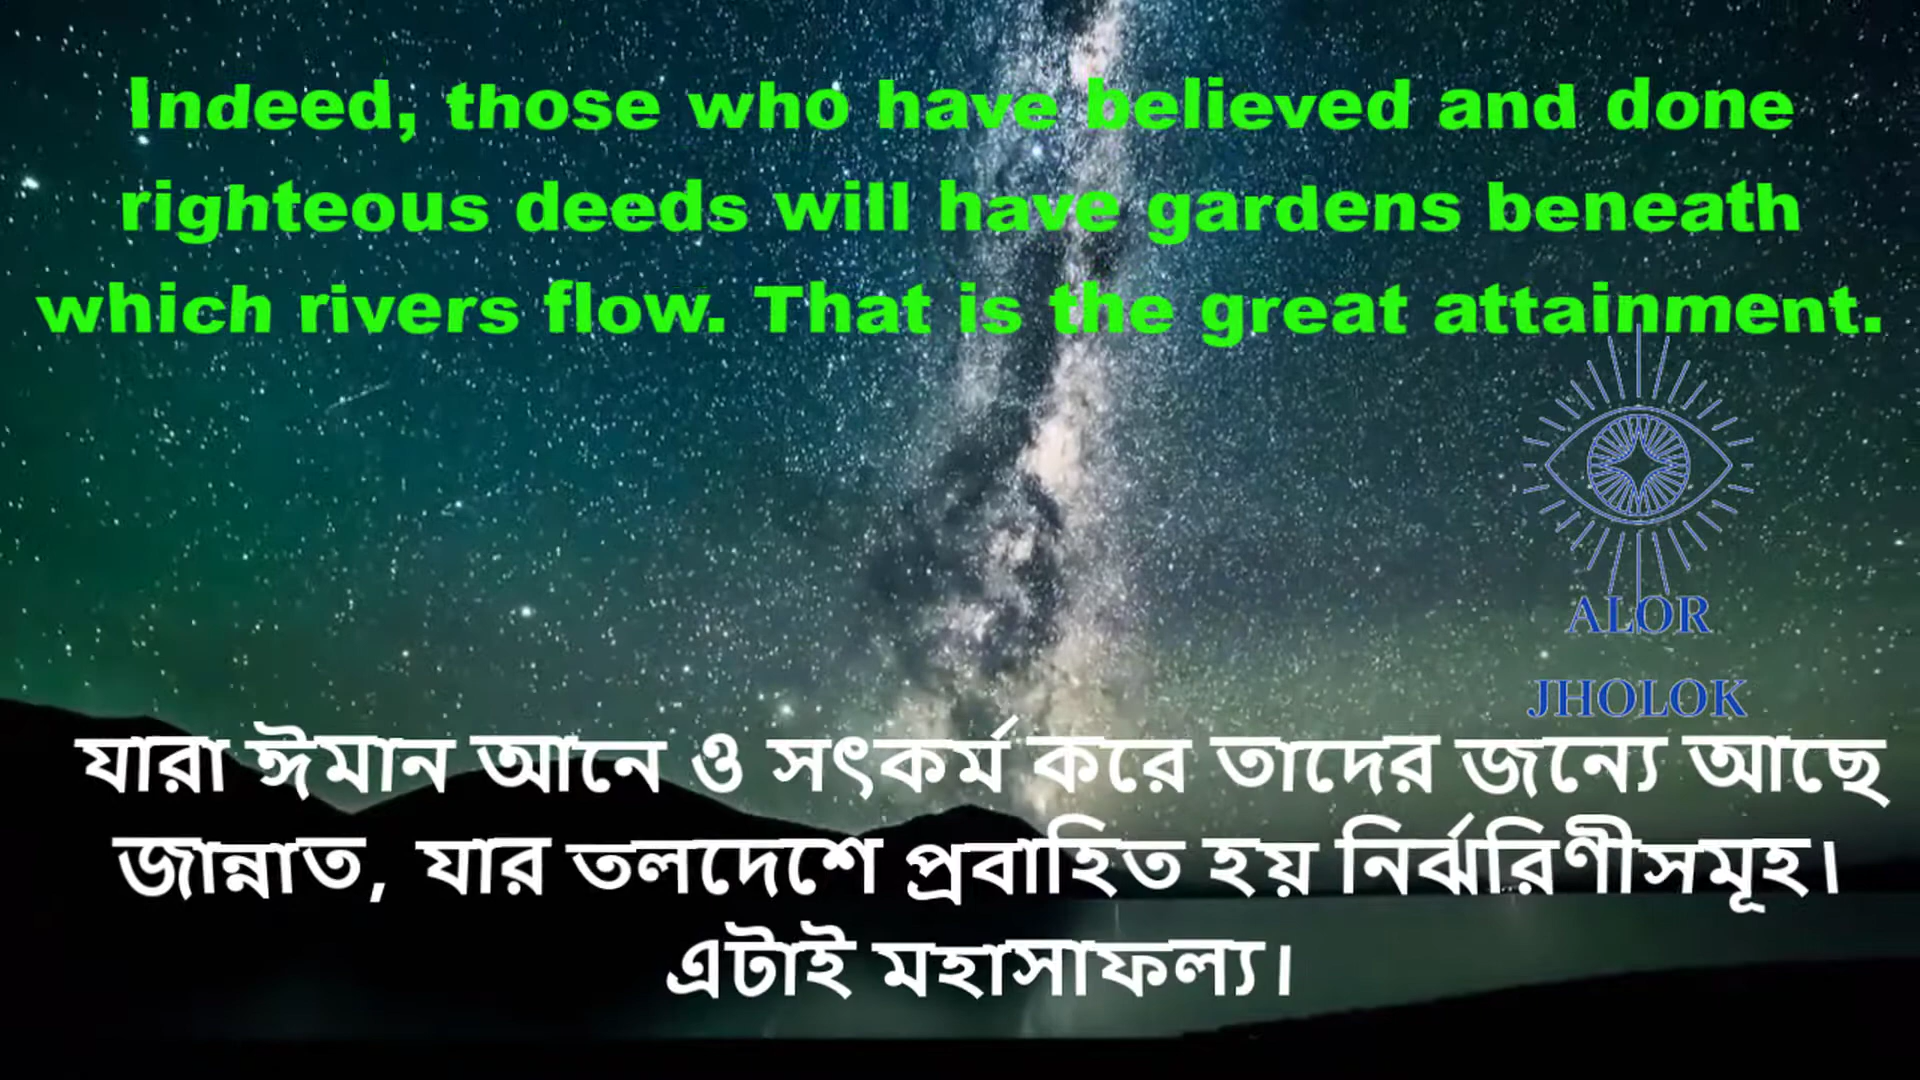 Indeed, those who have believed and done
righteous deeds will have gardens beneath
which rivers flow. That is the great attainment.
ALOR
JHOLOK
যারা ঈমান আনে ও সৎকর্ম করে তাদের জন্যে আছে
জান্নাত, যার তলদেশে প্রবাহিত হয় নির্ঝরিণীসমূহ।
এটাই মহাসাফল্য।